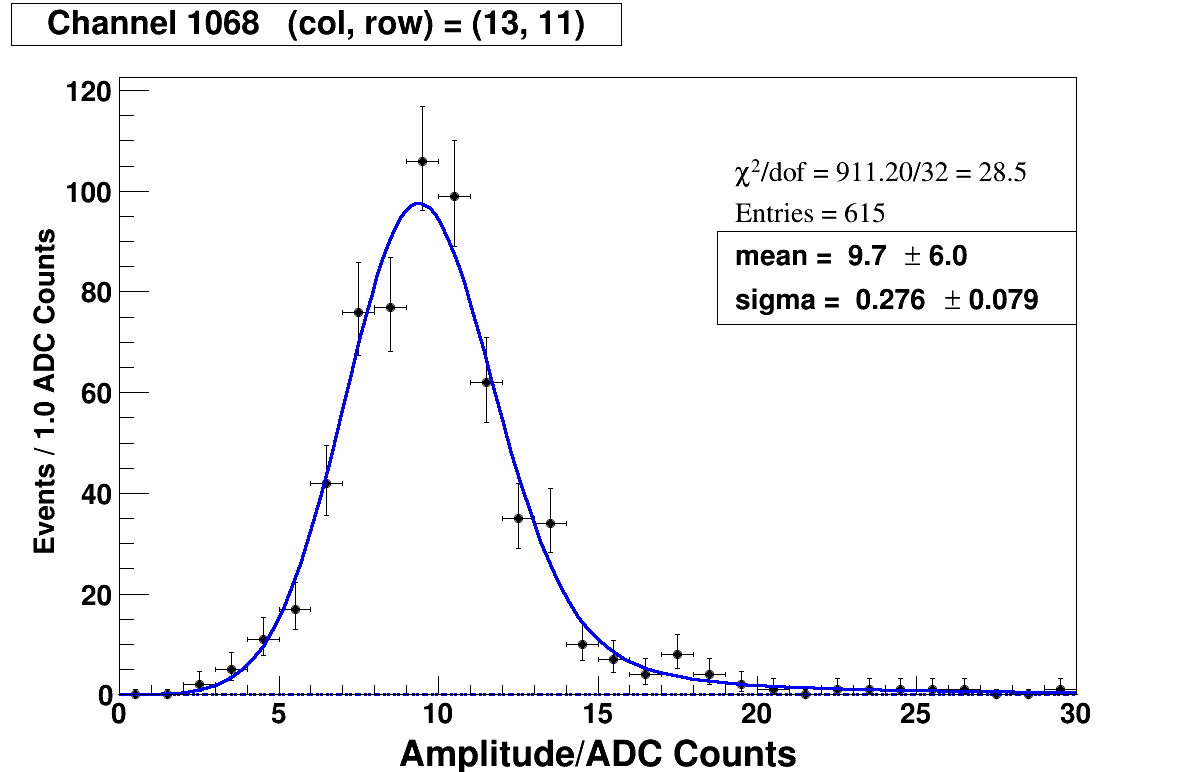 Channel 1068 (col, row) = (13, 11)
120
100
80
60
40
20
0
Events / 1.0 ADC Counts
χ²/dof = 911.20/32 = 28.5
Entries = 615
mean = 9.7 ± 6.0
sigma = 0.276 ± 0.079
0 5 10 15 20 25 30
Amplitude/ADC Counts